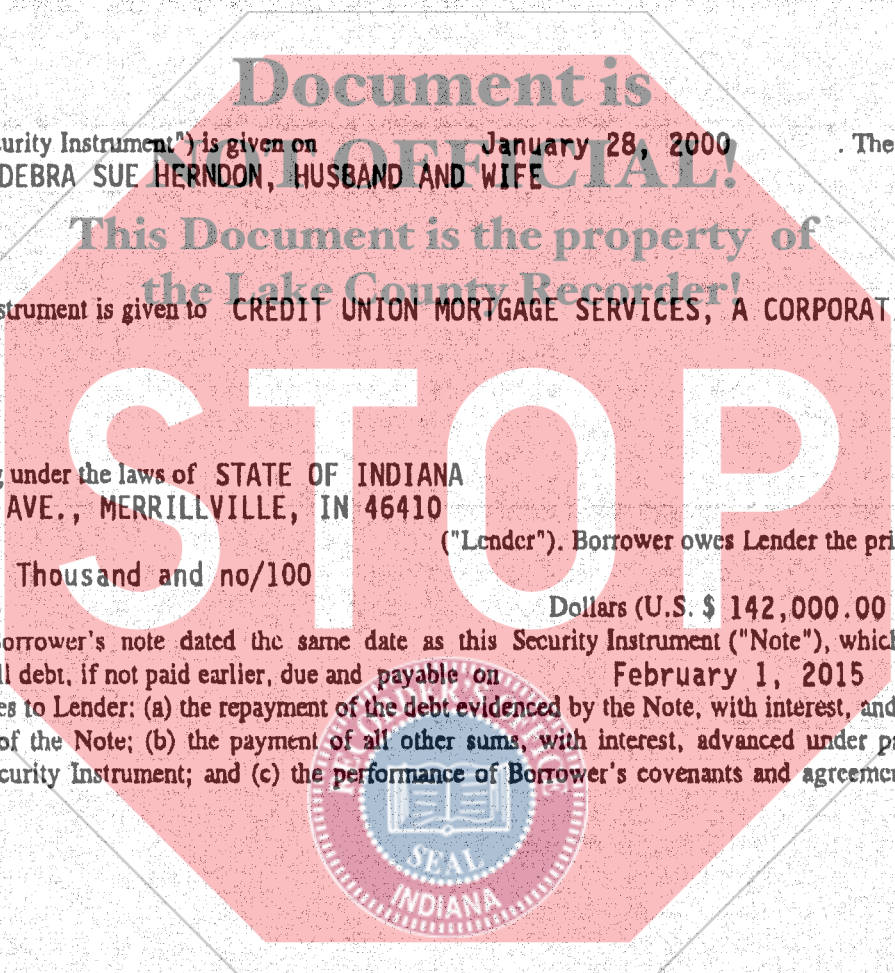 Document is
urity Instrument") is given on January 28, 2000 . The
NOT OFFICIAL!
DEBRA SUE HERNDON, HUSBAND AND WIFE
This Document is the property of
the Lake County Recorder!
strument is given to CREDIT UNION MORTGAGE SERVICES, A CORPORAT
STOP
g under the laws of STATE OF INDIANA
AVE., MERRILLVILLE, IN 46410
("Lender"). Borrower owes Lender the pri
Thousand and no/100
Dollars (U.S. $ 142,000.00
orrower's note dated the same date as this Security Instrument ("Note"), which
ll debt, if not paid earlier, due and payable on February 1, 2015
es to Lender: (a) the repayment of the debt evidenced by the Note, with interest, and
of the Note; (b) the payment of all other sums, with interest, advanced under pa
curity Instrument; and (c) the performance of Borrower's covenants and agreeme
RECORDER'S OFFICE
SEAL
INDIANA